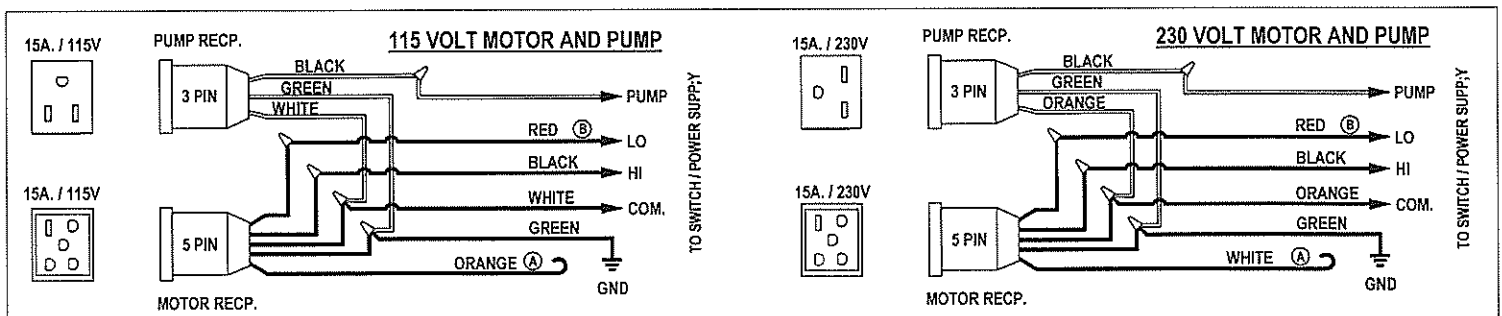 115 VOLT MOTOR AND PUMP
15A. / 115V
PUMP RECP.
3 PIN
BLACK
GREEN
WHITE
PUMP
RED Ⓑ
LO
BLACK
HI
WHITE
COM.
GREEN
15A. / 115V
5 PIN
ORANGE Ⓐ
GND
MOTOR RECP.
TO SWITCH / POWER SUPP;Y
230 VOLT MOTOR AND PUMP
15A. / 230V
PUMP RECP.
3 PIN
BLACK
GREEN
ORANGE
PUMP
RED Ⓑ
LO
BLACK
HI
ORANGE
COM.
GREEN
15A. / 230V
5 PIN
WHITE Ⓐ
GND
MOTOR RECP.
TO SWITCH / POWER SUPP;Y